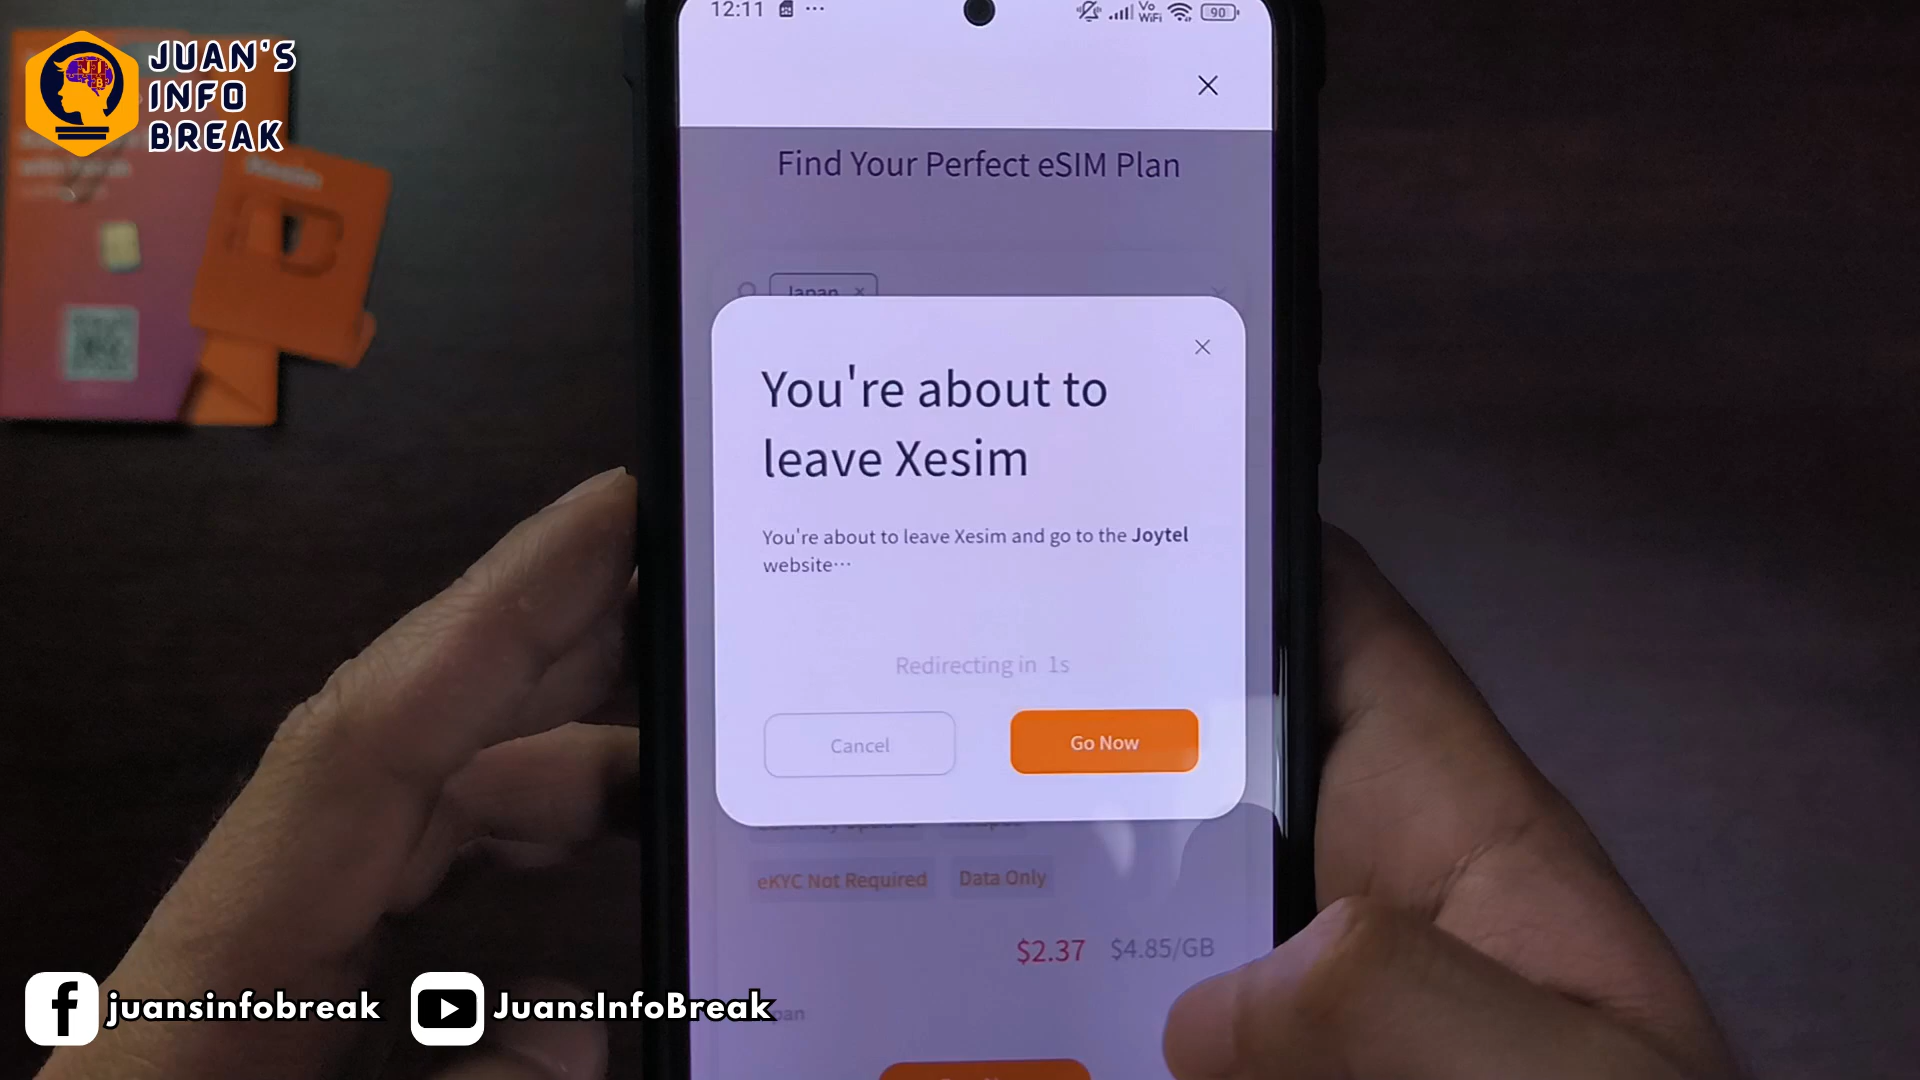 JUAN'S
INFO
BREAK
12:11
Vo
WiFi
90
Find Your Perfect eSIM Plan
Japan
You're about to
leave Xesim
You're about to leave Xesim and go to the Joytel
website···
Redirecting in 1s
Cancel
Go Now
eKYC Not Required
Data Only
$2.37
$4.85/GB
juansinfobreak
JuansInfoBreak